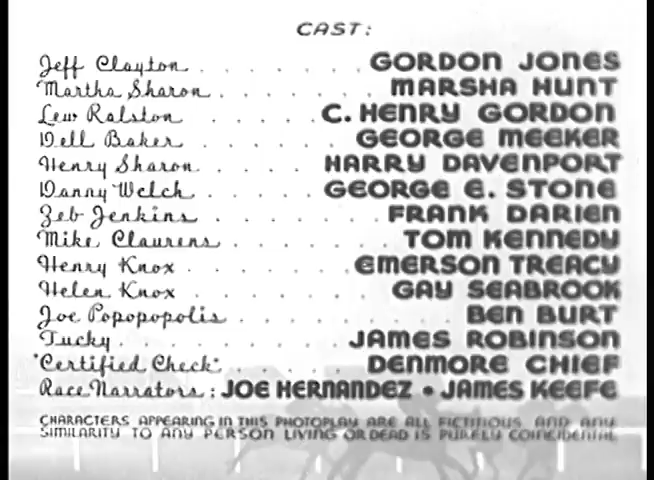 CAST:
Jeff Clayton . . . . . . GORDON JONES
Martha Sharon . . . . . . MARSHA HUNT
Lew Ralston . . . . . C. HENRY GORDON
Dell Baker . . . . . . GEORGE MEEKER
Henry Sharon . . . . HARRY DAVENPORT
Danny Welch . . . . GEORGE E. STONE
Zeb Jenkins . . . . . . FRANK DARIEN
Mike Claurens . . . . . TOM KENNEDY
Henry Knox . . . . . EMERSON TREACY
Helen Knox . . . . . . GAY SEABROOK
Joe Popopopolis . . . . . . . BEN BURT
Tucky . . . . . . . JAMES ROBINSON
"Certified Check" . . . . DENMORE CHIEF
Race Narrators: JOE HERNANDEZ • JAMES KEEFE
CHARACTERS APPEARING IN THIS PHOTOPLAY ARE ALL FICTITIOUS AND ANY
SIMILARITY TO ANY PERSON LIVING OR DEAD IS PURELY COINCIDENTAL